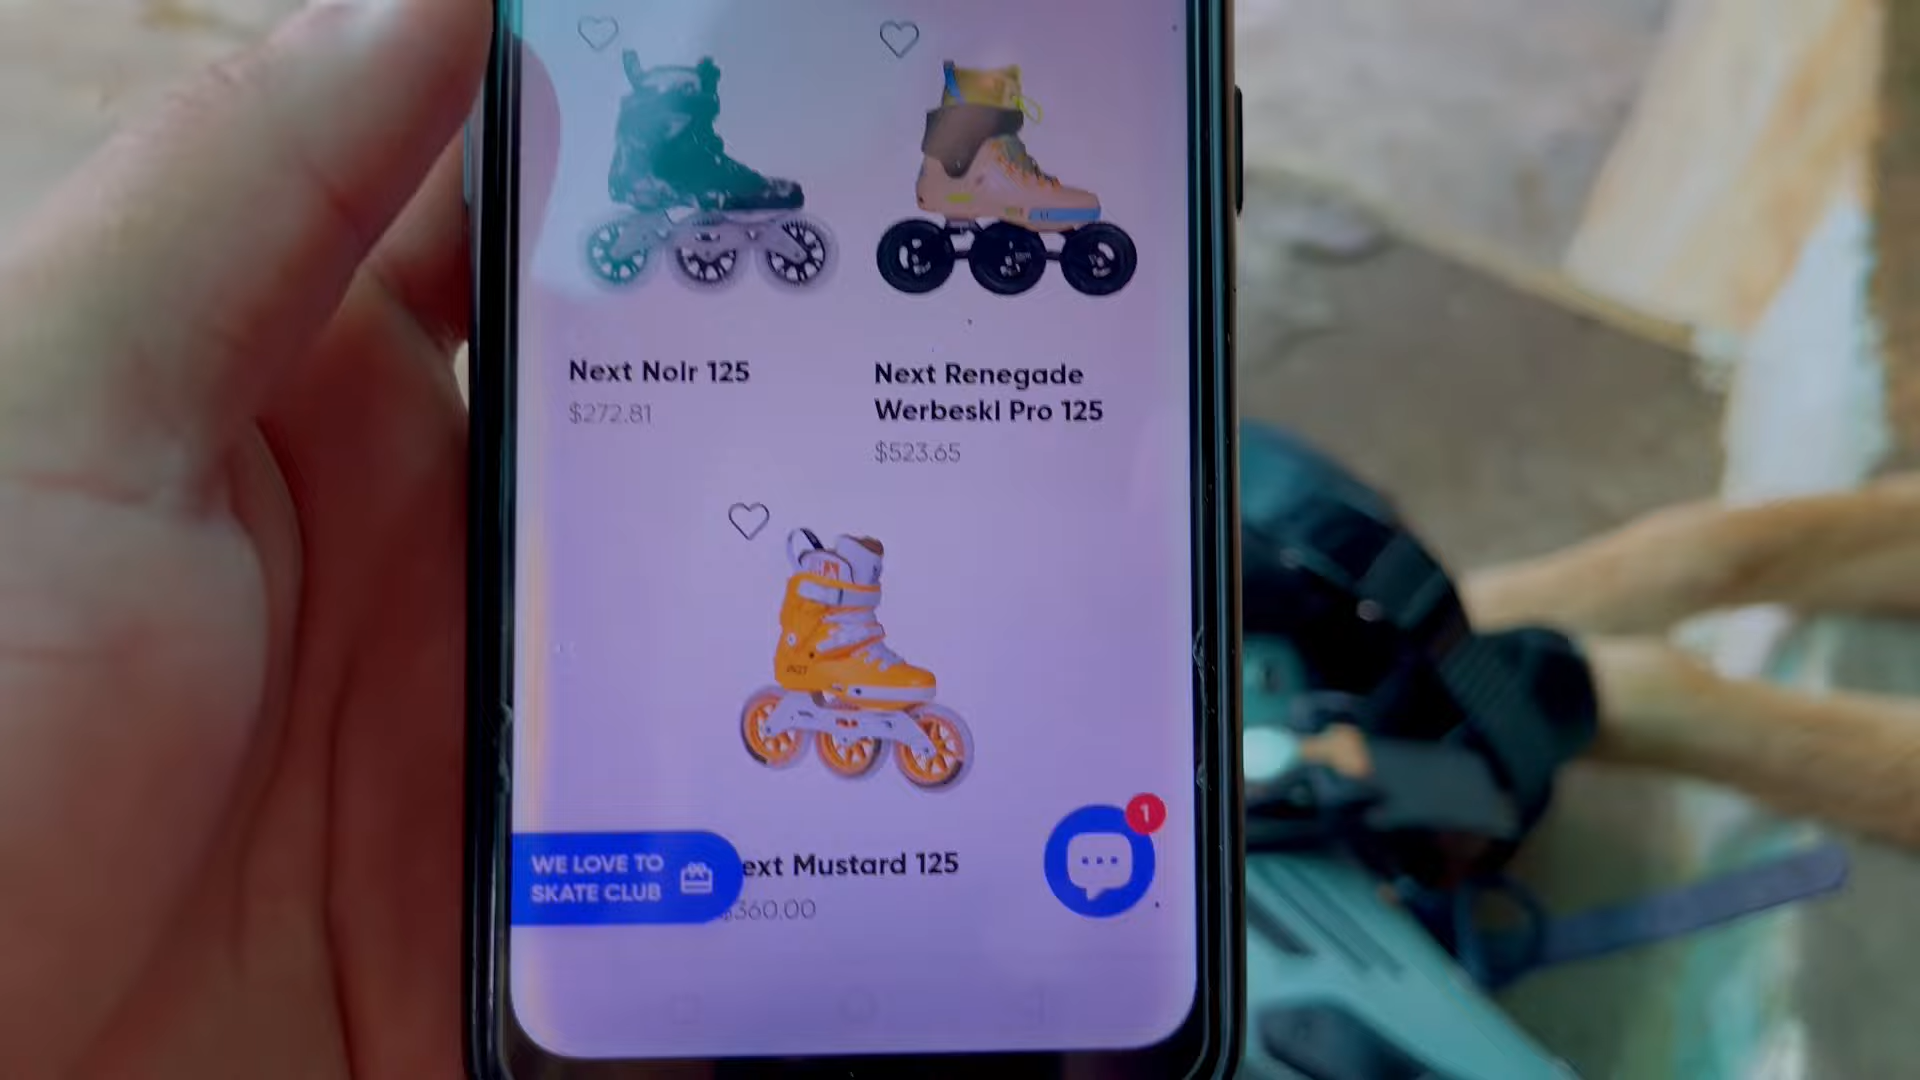 Next Noir 125
$272.81
Next Renegade
Werbeski Pro 125
$523.65
WE LOVE TO
SKATE CLUB
ext Mustard 125
$360.00
1